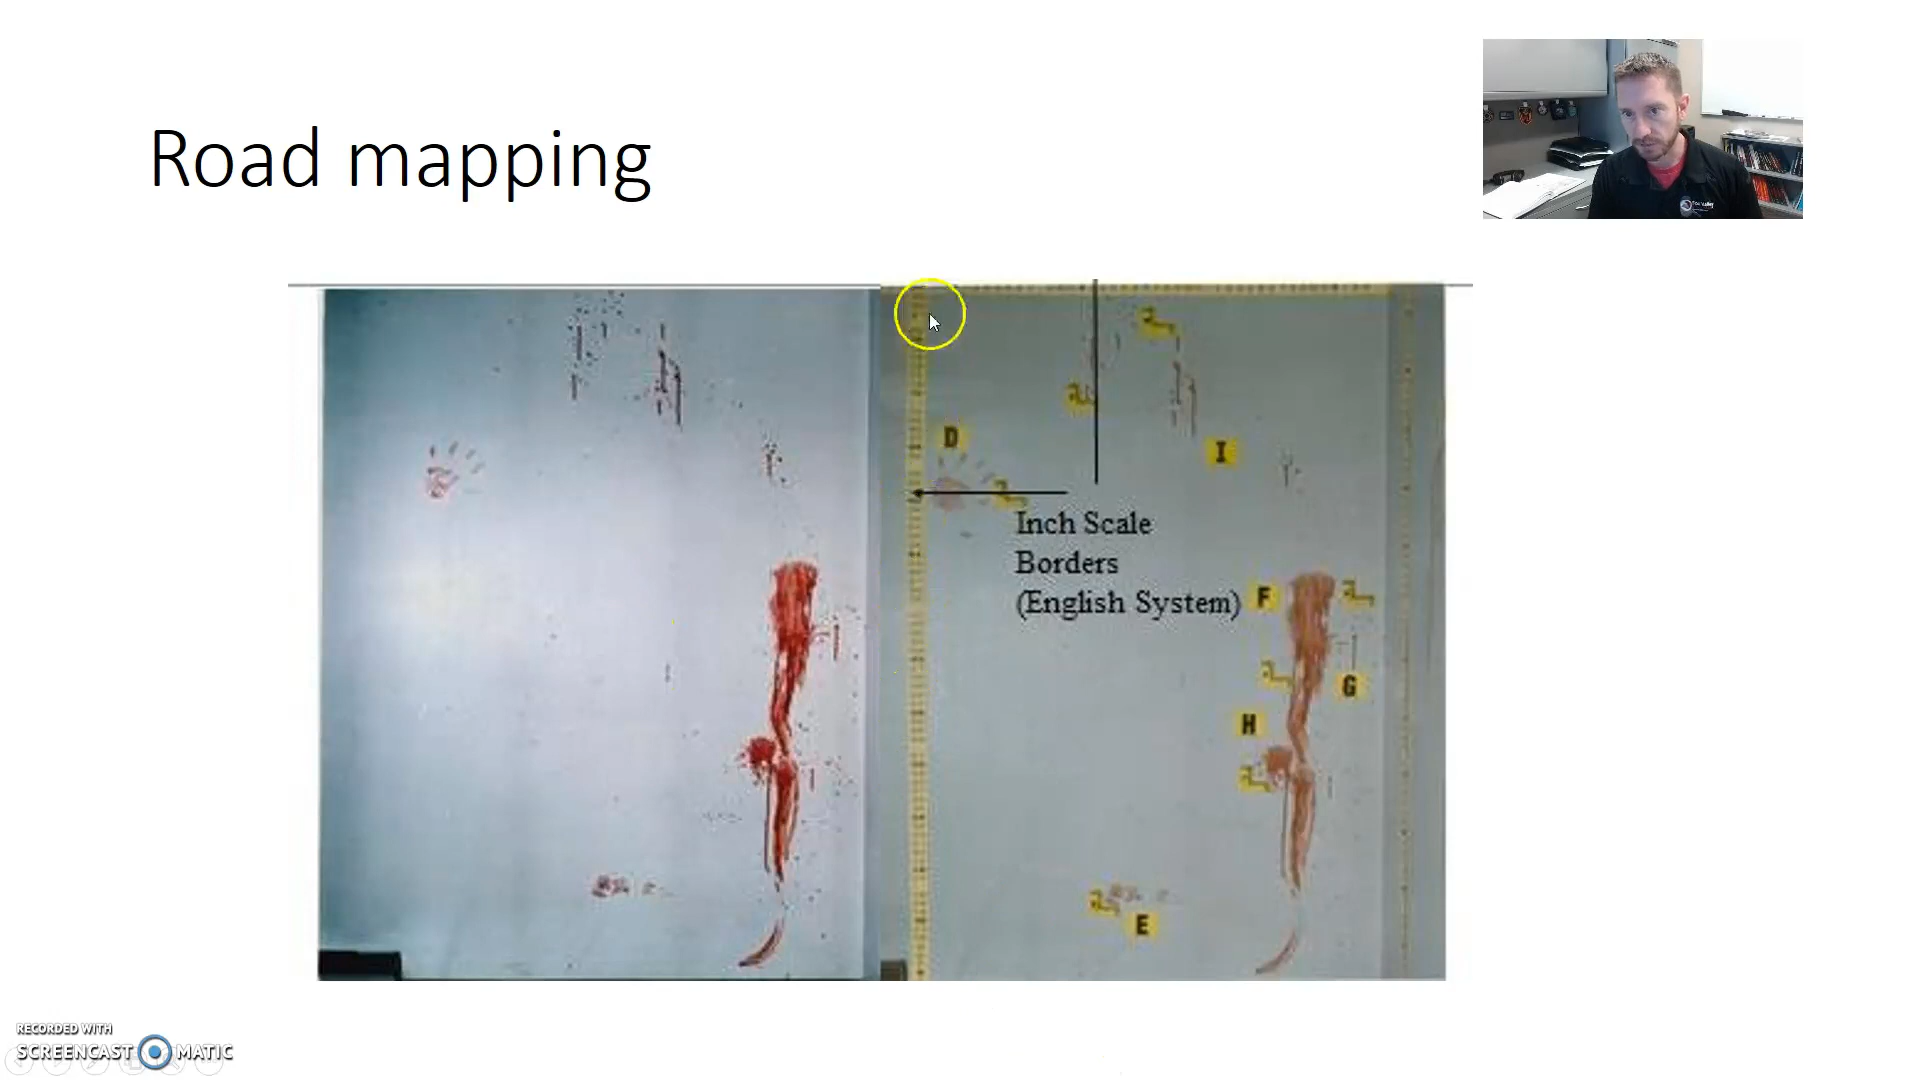 Road mapping
D
I
Inch Scale
Borders
(English System)
F
G
H
E
RECORDED WITH
SCREENCAST MATIC